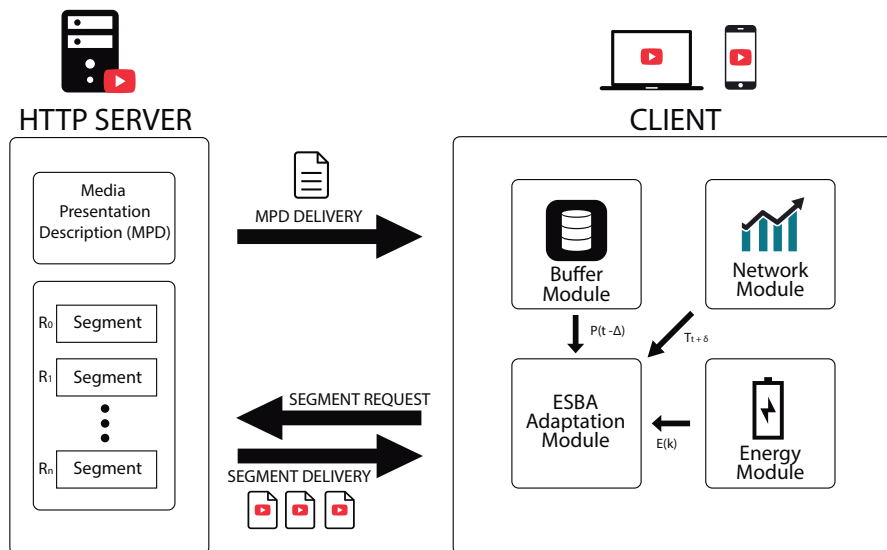 HTTP SERVER
CLIENT
Media
Presentation
Description (MPD)
MPD DELIVERY
R0 Segment
R1 Segment
Rn Segment
SEGMENT REQUEST
SEGMENT DELIVERY
Buffer
Module
Network
Module
P(t -Δ)
Tt + δ
ESBA
Adaptation
Module
E(k)
Energy
Module